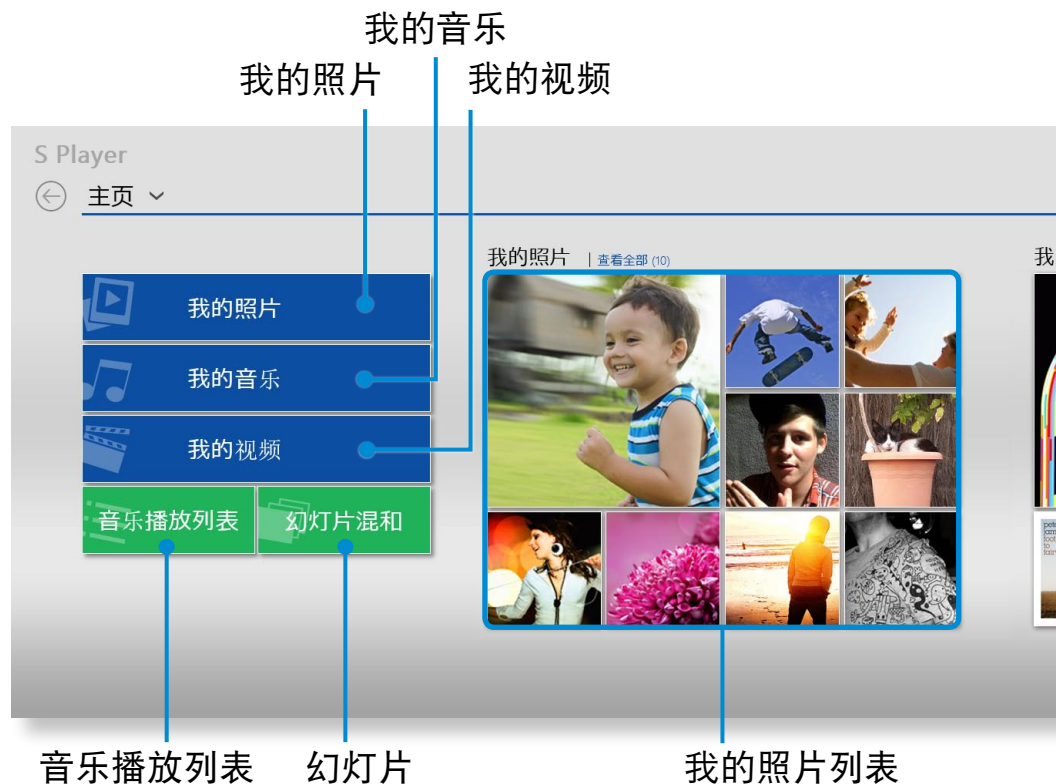 我的音乐
我的照片
我的视频
S Player
主页
我的照片 | 查看全部 (10)
我
我的照片
我的音乐
我的视频
音乐播放列表
幻灯片混和
音乐播放列表
幻灯片
我的照片列表